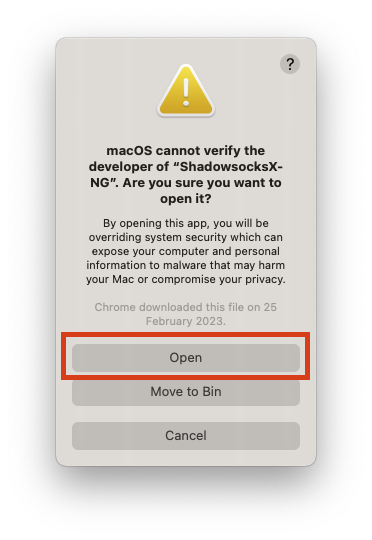 ?
macOS cannot verify the
developer of “ShadowsocksX-
NG”. Are you sure you want to
open it?
By opening this app, you will be
overriding system security which can
expose your computer and personal
information to malware that may harm
your Mac or compromise your privacy.
Chrome downloaded this file on 25
February 2023.
Open
Move to Bin
Cancel